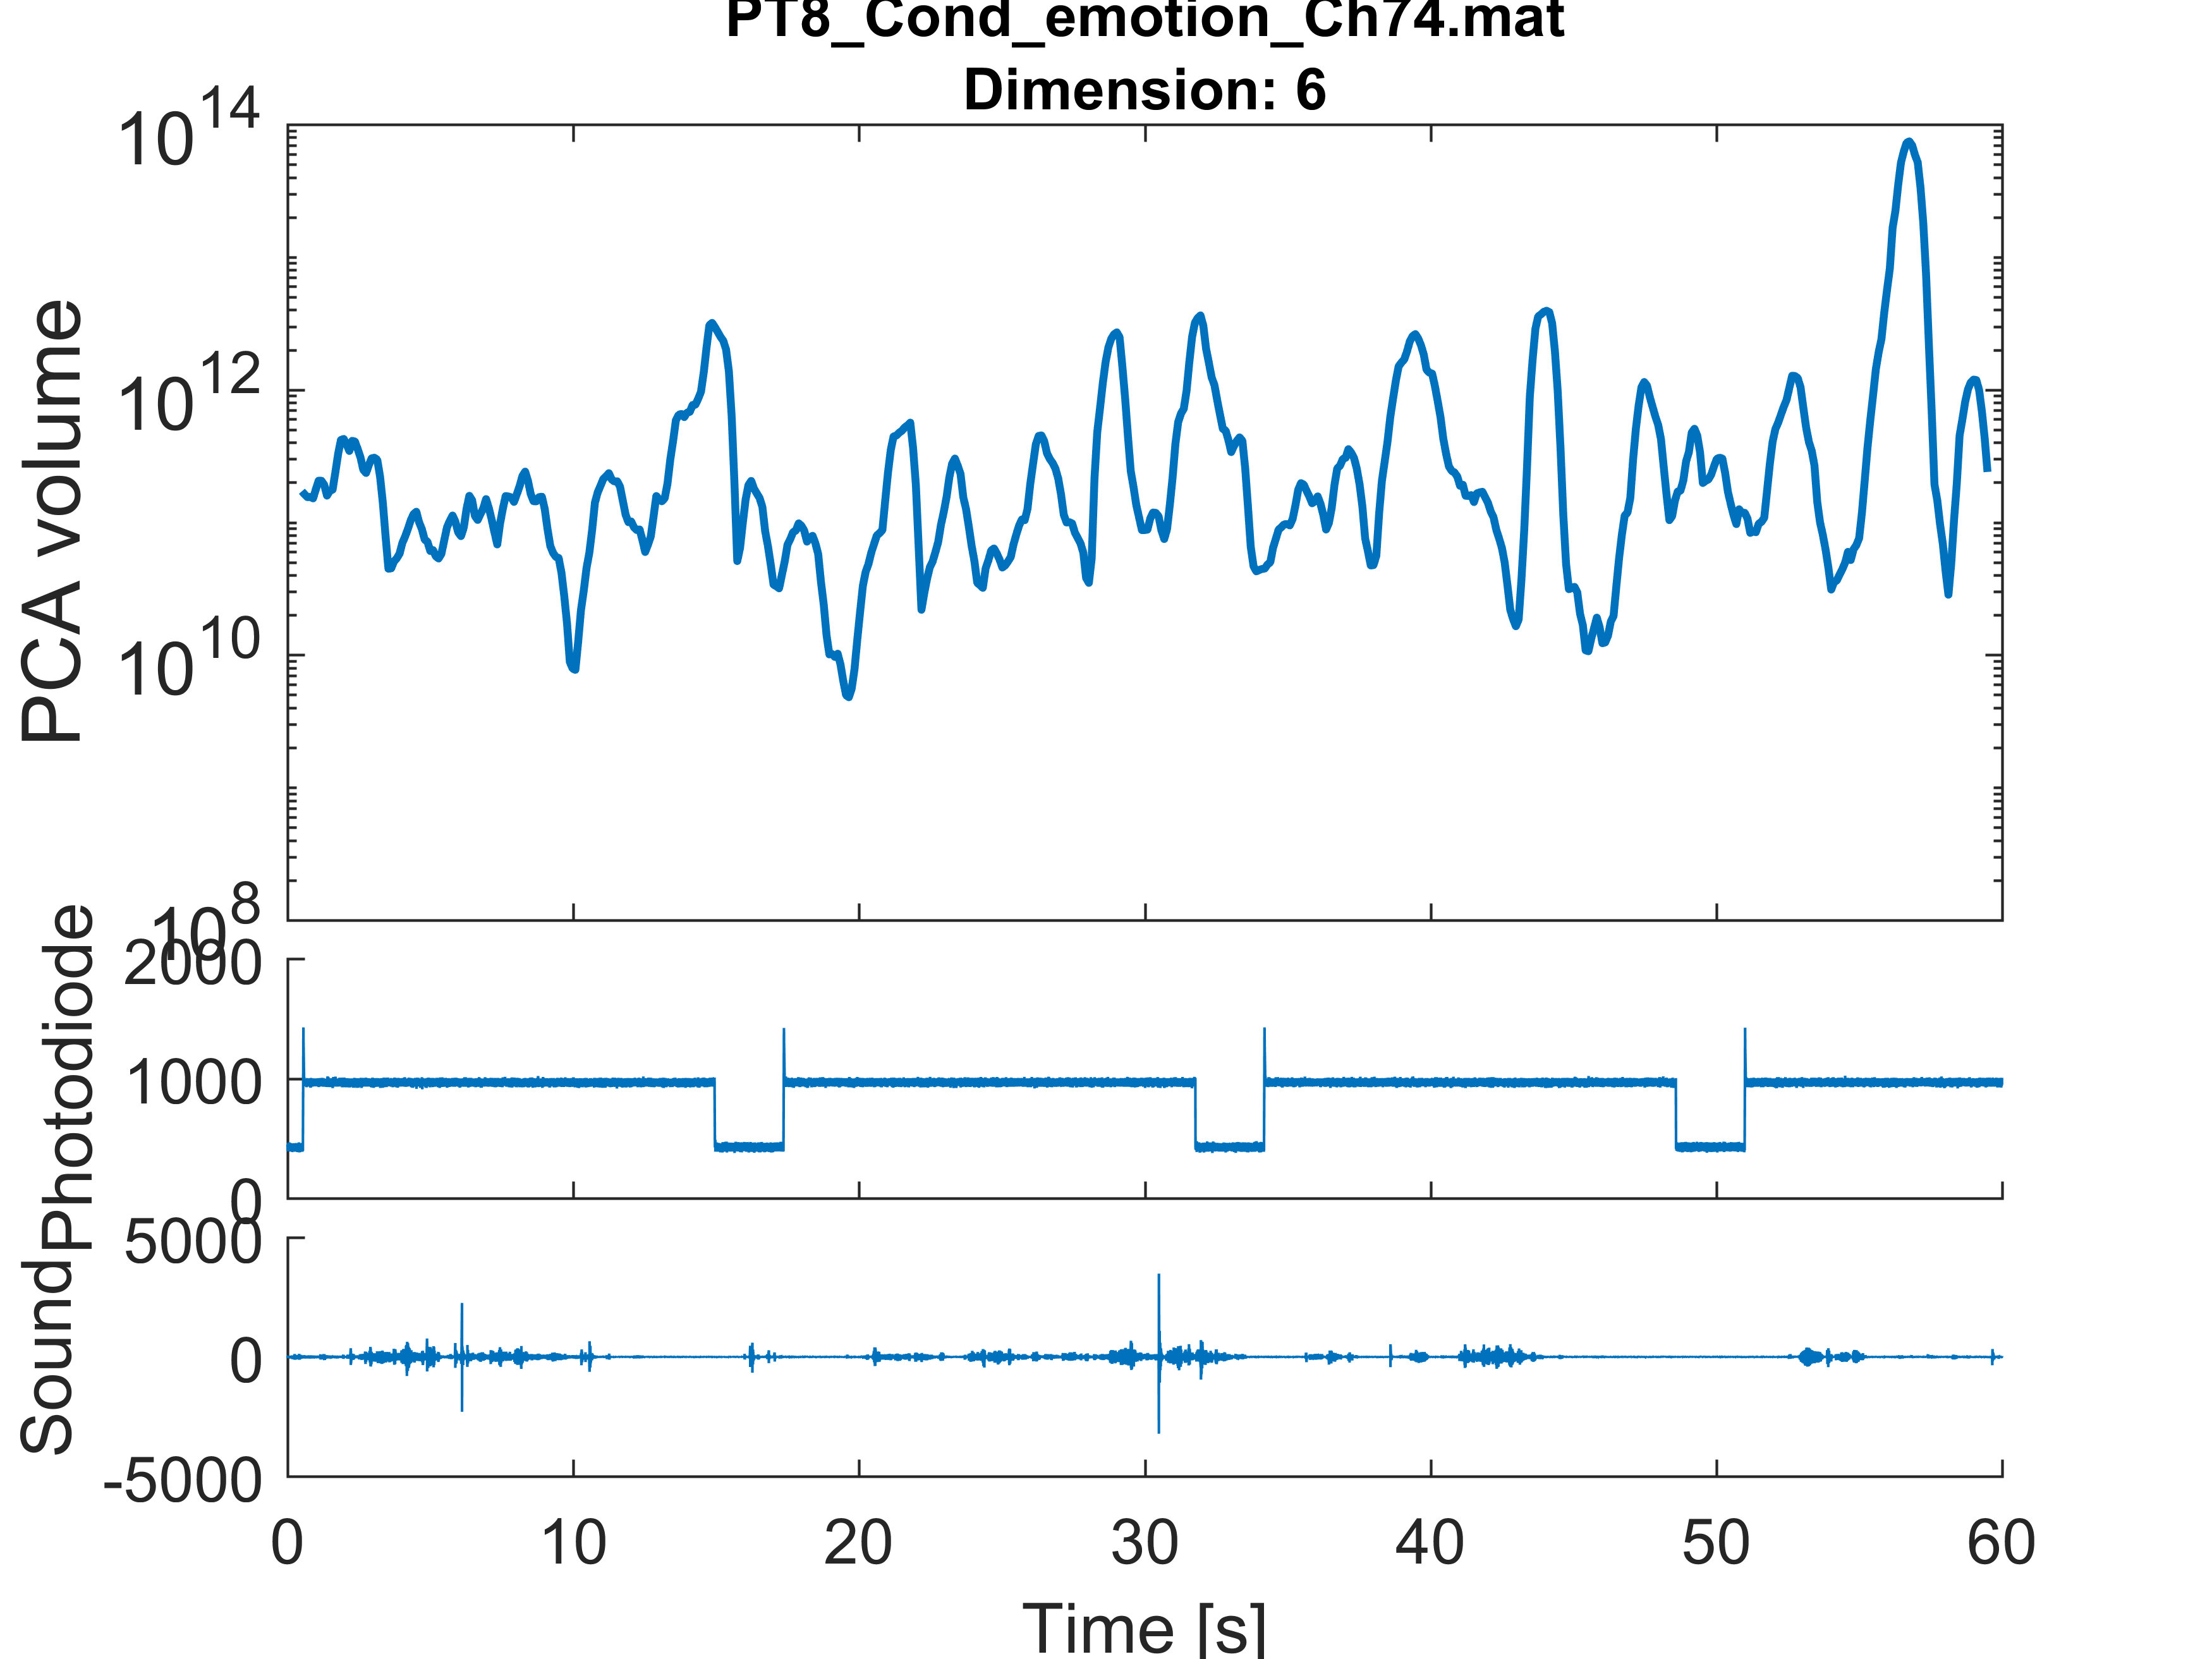 PT8_Cond_emotion_Ch74.mat
Dimension: 6
10^14
10^12
10^10
10^8
PCA volume
2000
1000
0
Photodiode
5000
0
-5000
Sound
0 10 20 30 40 50 60
Time [s]